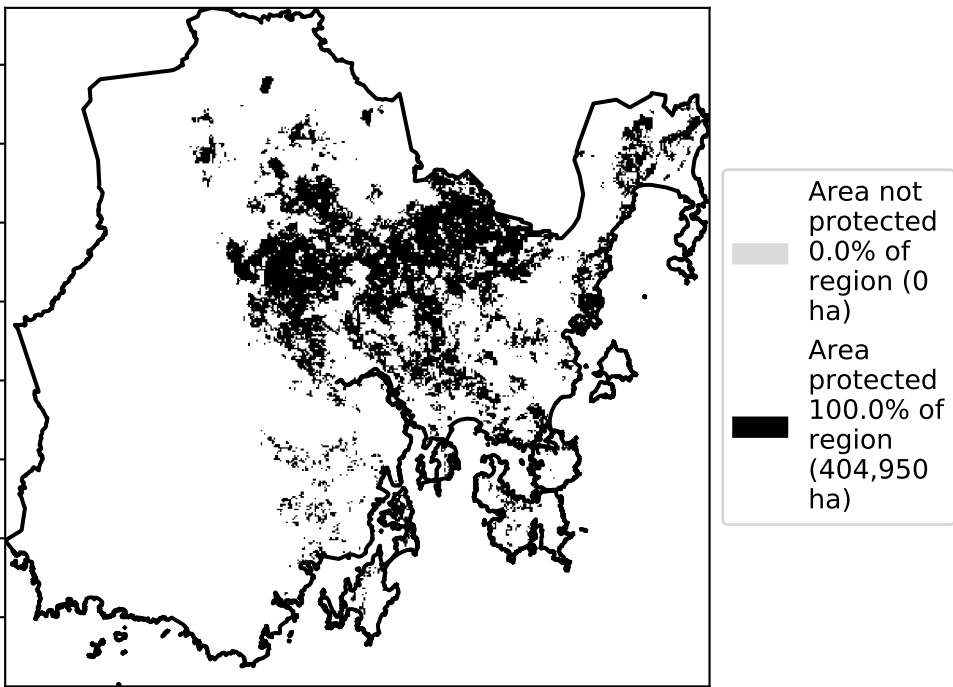 Area not
protected
0.0% of
region (0
ha)
Area
protected
100.0% of
region
(404,950
ha)